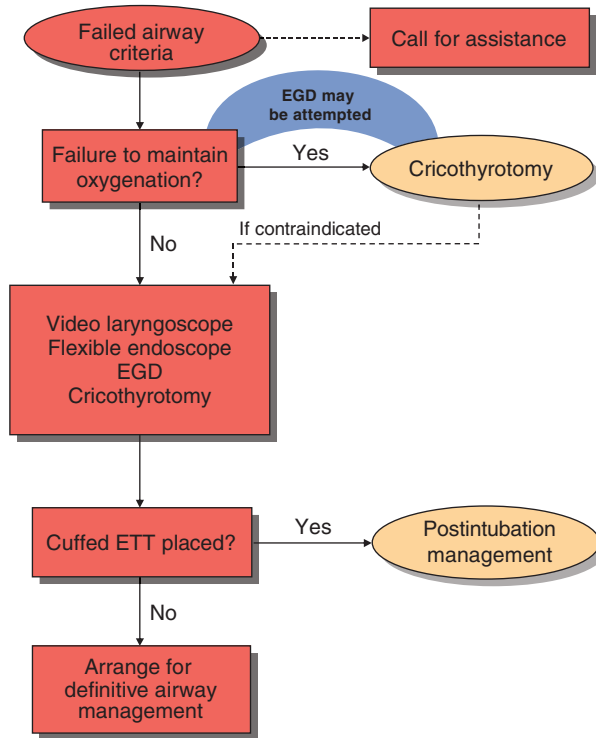 Failed airway
criteria
Call for assistance
EGD may
be attempted
Failure to maintain
oxygenation?
Yes
Cricothyrotomy
No
If contraindicated
Video laryngoscope
Flexible endoscope
EGD
Cricothyrotomy
Cuffed ETT placed?
Yes
Postintubation
management
No
Arrange for
definitive airway
management